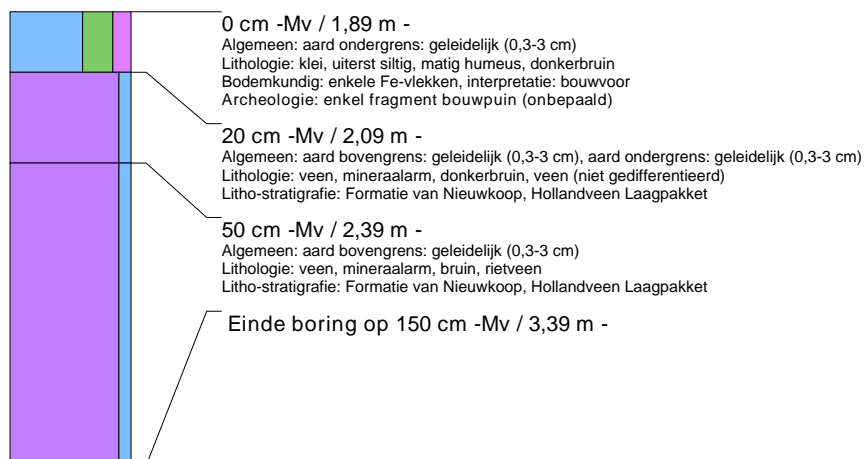 0 cm -Mv / 1,89 m -
Algemeen: aard ondergrens: geleidelijk (0,3-3 cm)
Lithologie: klei, uiterst siltig, matig humeus, donkerbruin
Bodemkundig: enkele Fe-vlekken, interpretatie: bouwvoor
Archeologie: enkel fragment bouwpuin (onbepaald)
20 cm -Mv / 2,09 m -
Algemeen: aard bovengrens: geleidelijk (0,3-3 cm), aard ondergrens: geleidelijk (0,3-3 cm)
Lithologie: veen, mineraalarm, donkerbruin, veen (niet gedifferentieerd)
Litho-stratigrafie: Formatie van Nieuwkoop, Hollandveen Laagpakket
50 cm -Mv / 2,39 m -
Algemeen: aard bovengrens: geleidelijk (0,3-3 cm)
Lithologie: veen, mineraalarm, bruin, rietveen
Litho-stratigrafie: Formatie van Nieuwkoop, Hollandveen Laagpakket
Einde boring op 150 cm -Mv / 3,39 m -